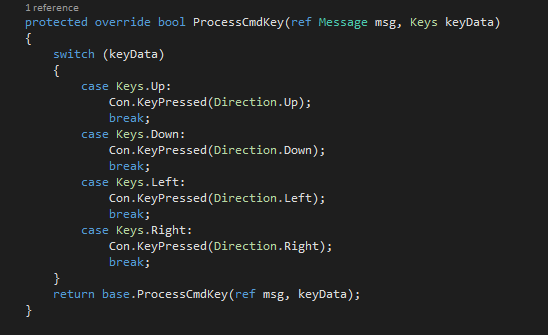 1 reference
protected override bool ProcessCmdKey(ref Message msg, Keys keyData)
{
    switch (keyData)
    {
        case Keys.Up:
            Con.KeyPressed(Direction.Up);
            break;
        case Keys.Down:
            Con.KeyPressed(Direction.Down);
            break;
        case Keys.Left:
            Con.KeyPressed(Direction.Left);
            break;
        case Keys.Right:
            Con.KeyPressed(Direction.Right);
            break;
    }
    return base.ProcessCmdKey(ref msg, keyData);
}